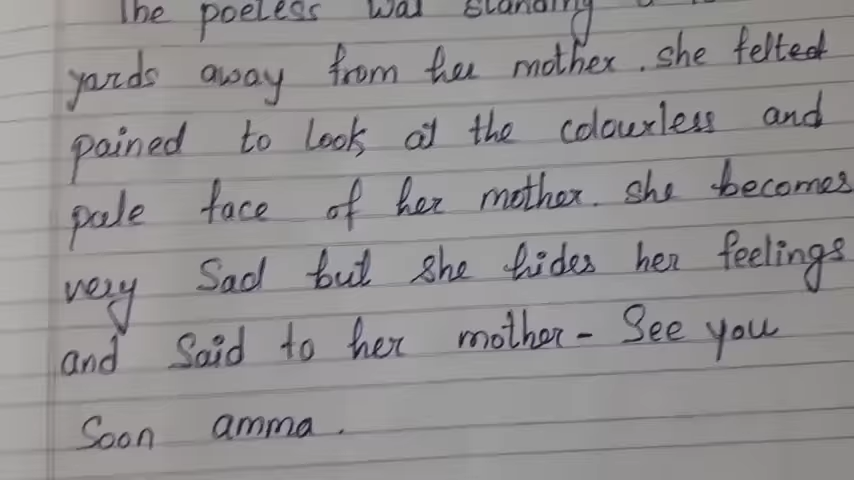 The poetess was standing a
yards away from her mother. she felted
pained to look at the colourless and
pale face of her mother. she becomes
very Sad but she hides her feelings
and Said to her mother - See you
Soon amma.